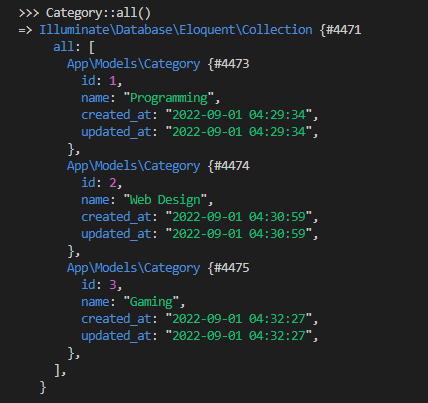 >>> Category::all()
=> Illuminate\Database\Eloquent\Collection {#4471
all: [
App\Models\Category {#4473
id: 1,
name: "Programming",
created_at: "2022-09-01 04:29:34",
updated_at: "2022-09-01 04:29:34",
},
App\Models\Category {#4474
id: 2,
name: "Web Design",
created_at: "2022-09-01 04:30:59",
updated_at: "2022-09-01 04:30:59",
},
App\Models\Category {#4475
id: 3,
name: "Gaming",
created_at: "2022-09-01 04:32:27",
updated_at: "2022-09-01 04:32:27",
},
],
}